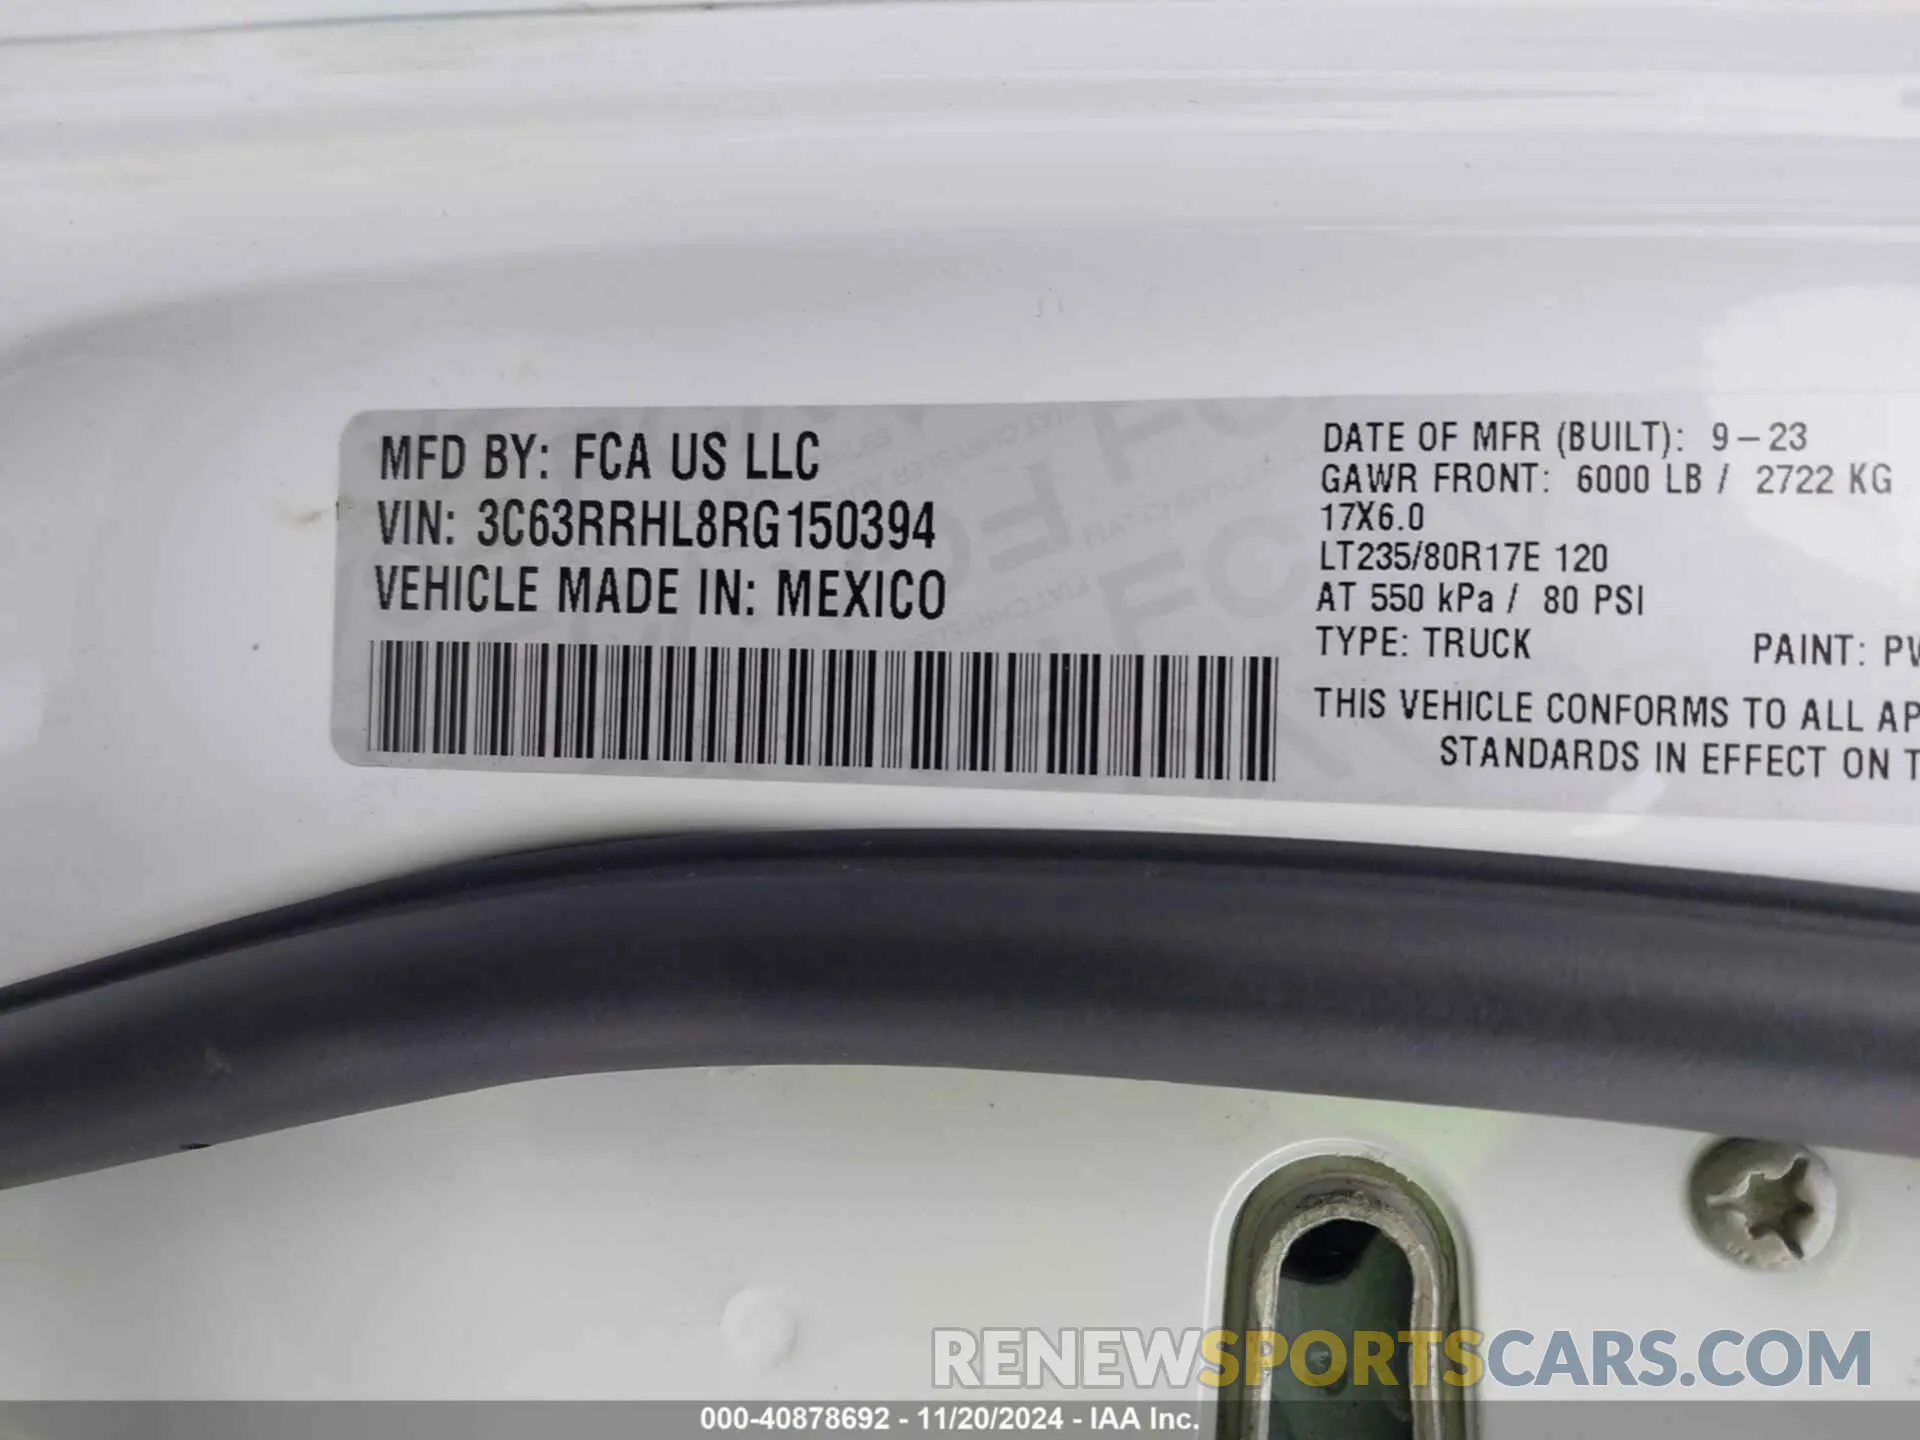 MFD BY: FCA US LLC
VIN: 3C63RRHL8RG150394
VEHICLE MADE IN: MEXICO
DATE OF MFR (BUILT): 9-23
GAWR FRONT: 6000 LB / 2722 KG
17X6.0
LT235/80R17E 120
AT 550 kPa / 80 PSI
TYPE: TRUCK PAINT:
THIS VEHICLE CONFORMS TO ALL
STANDARDS IN EFFECT ON
RENEWSPORTSCARS.COM
000-40878692 - 11/20/2024 - IAA Inc.